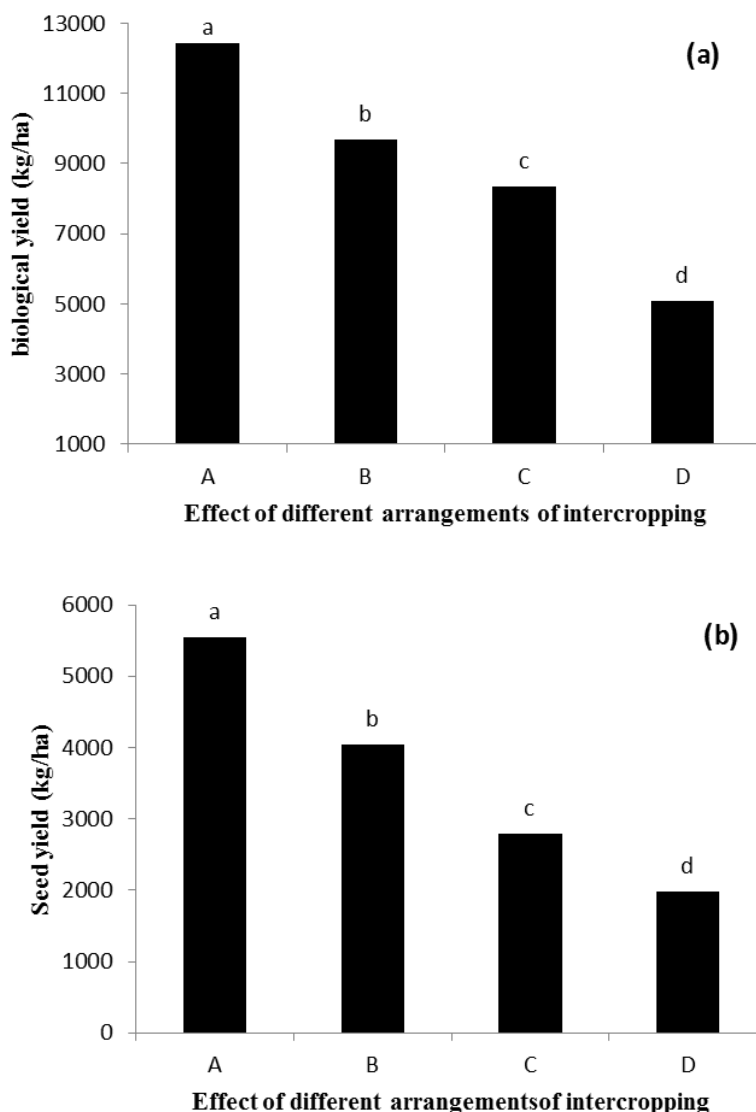 13000
a
(a)
11000
b
9000
c
7000
d
5000
3000
1000
A B C D
biological yield (kg/ha)
Effect of different arrangements of intercropping
6000
a
(b)
5000
b
4000
c
3000
d
2000
1000
0
A B C D
Seed yield (kg/ha)
Effect of different arrangementsof intercropping